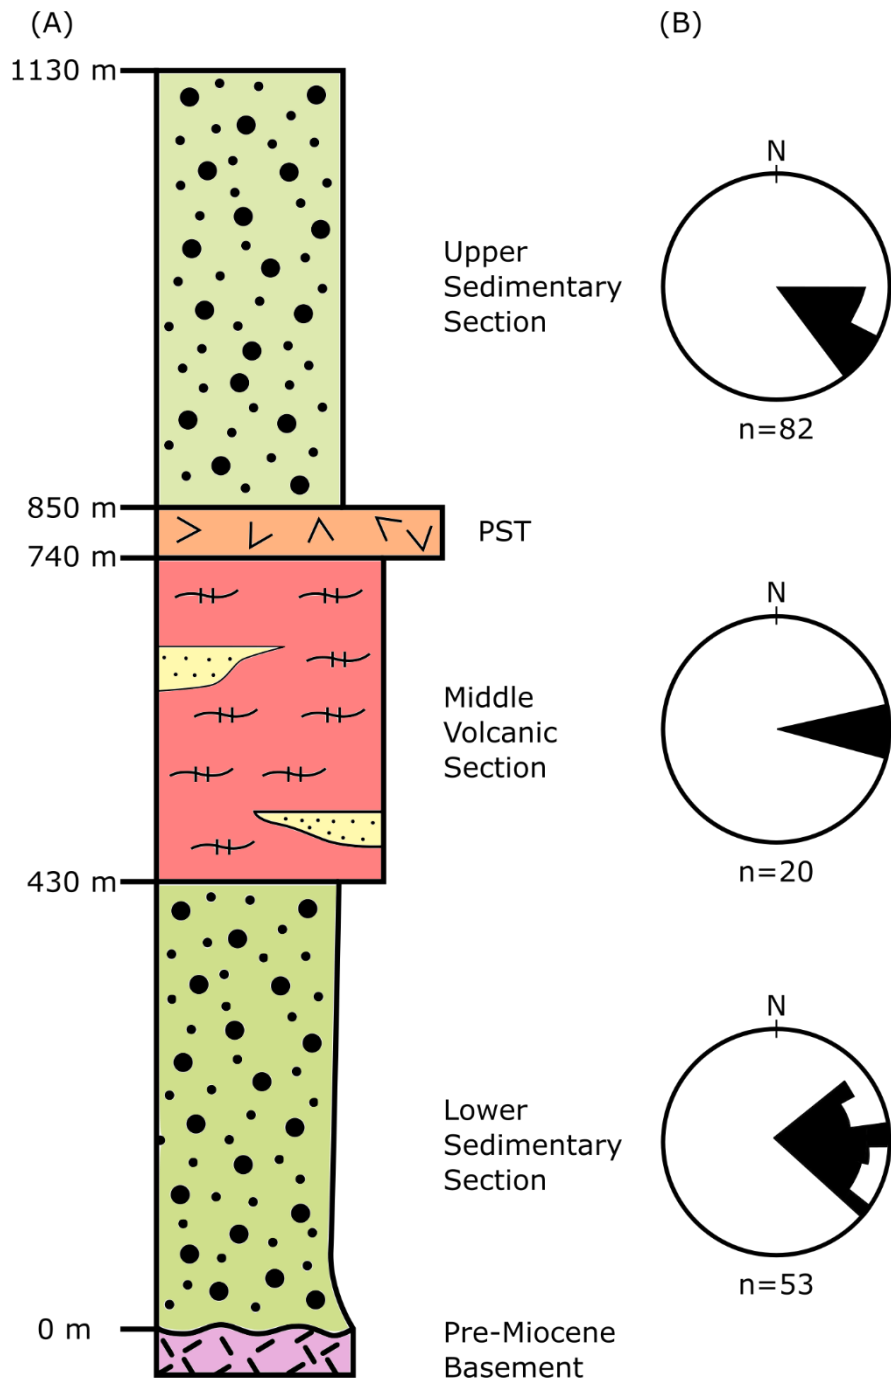 (A)
(B)
1130 m
N
Upper
Sedimentary
Section
n=82
850 m
PST
740 m
N
Middle
Volcanic
Section
n=20
430 m
N
Lower
Sedimentary
Section
n=53
0 m
Pre-Miocene
Basement